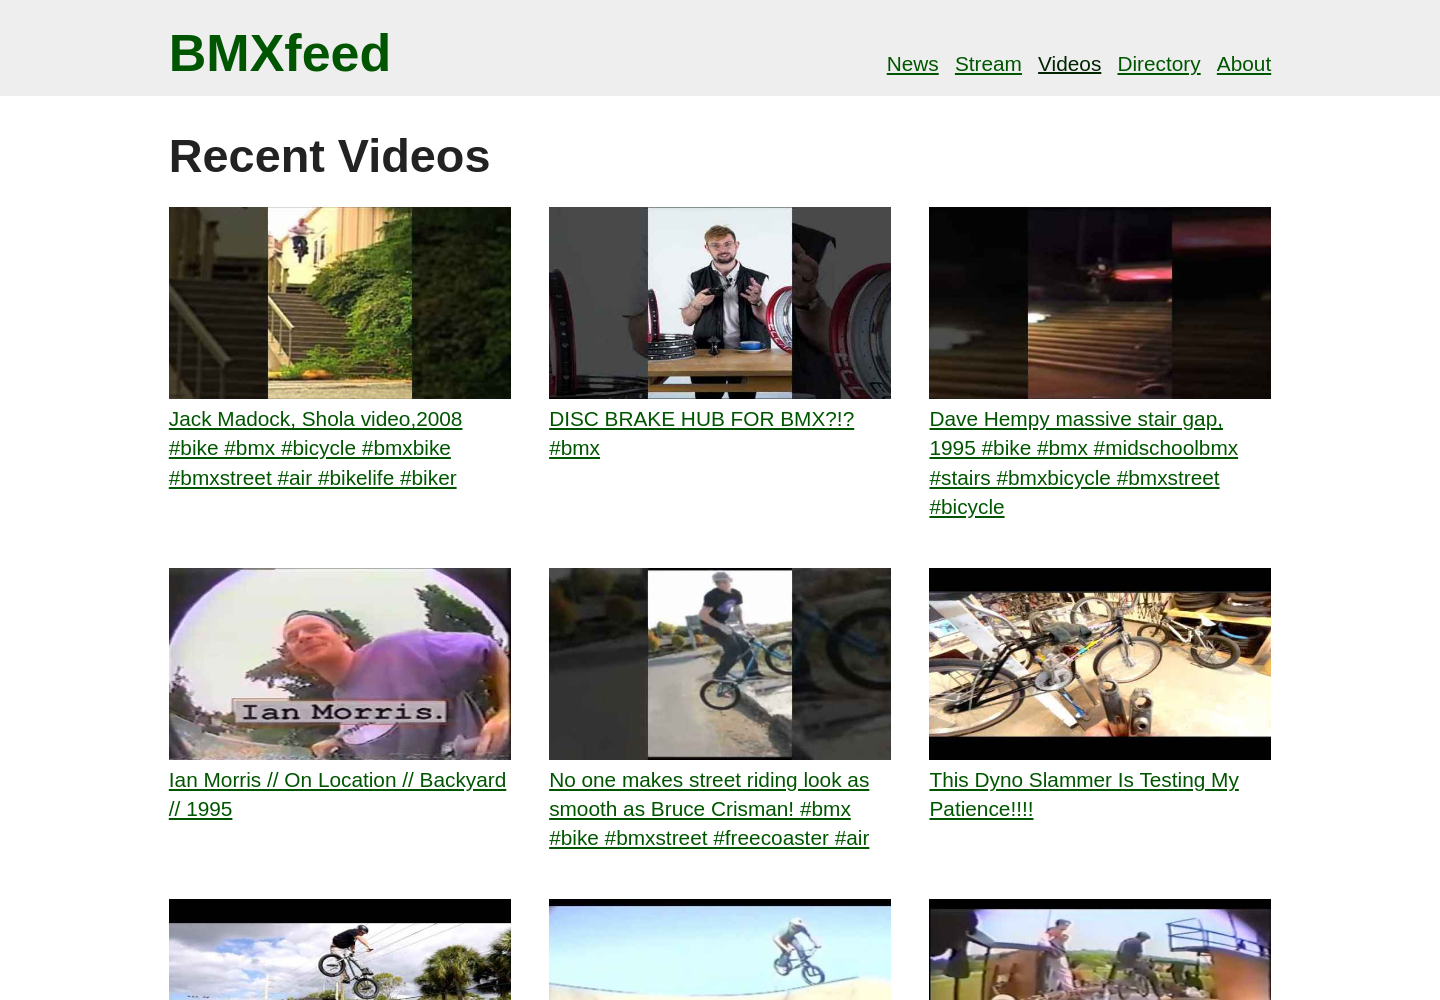 BMXfeed
News Stream Videos Directory About
Recent Videos
Jack Madock, Shola video,2008
#bike #bmx #bicycle #bmxbike
#bmxstreet #air #bikelife #biker
DISC BRAKE HUB FOR BMX?!?
#bmx
Dave Hempy massive stair gap,
1995 #bike #bmx #midschoolbmx
#stairs #bmxbicycle #bmxstreet
#bicycle
Ian Morris.
Ian Morris // On Location // Backyard
// 1995
No one makes street riding look as
smooth as Bruce Crisman! #bmx
#bike #bmxstreet #freecoaster #air
This Dyno Slammer Is Testing My
Patience!!!!